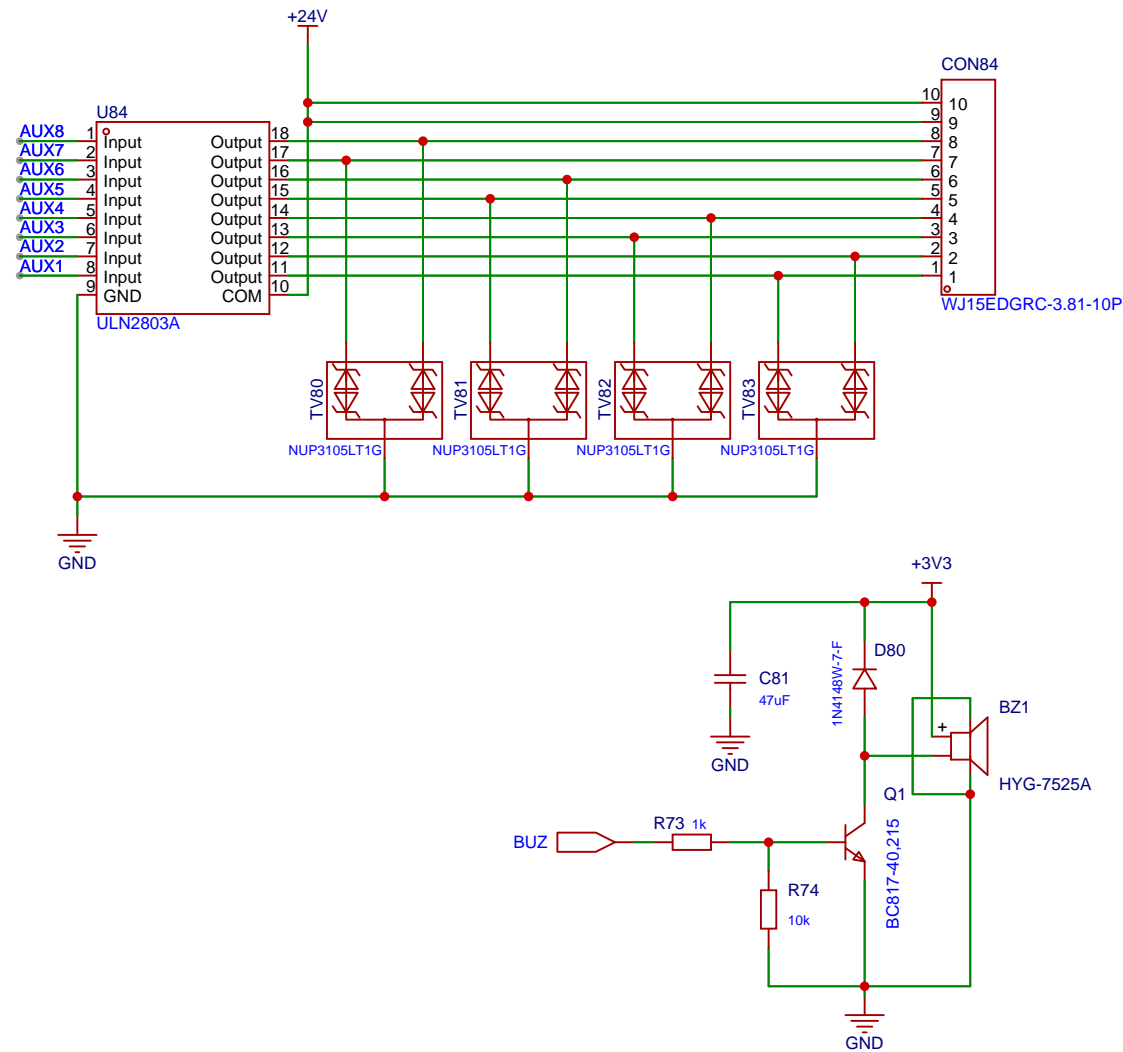 +24V
CON84
U84
AUX8 1 Input Output 18
AUX7 2 Input Output 17
AUX6 3 Input Output 16
AUX5 4 Input Output 15
AUX4 5 Input Output 14
AUX3 6 Input Output 13
AUX2 7 Input Output 12
AUX1 8 Input Output 11
9 GND COM 10
ULN2803A
10 10
9 9
8 8
7 7
6 6
5 5
4 4
3 3
2 2
1 1
WJ15EDGRC-3.81-10P
TV80
TV81
TV82
TV83
NUP3105LT1G
NUP3105LT1G
NUP3105LT1G
NUP3105LT1G
GND
+3V3
C81
47uF
GND
1N4148W-7-F
D80
+
BZ1
HYG-7525A
Q1
BC817-40,215
BUZ
R73 1k
R74
10k
GND